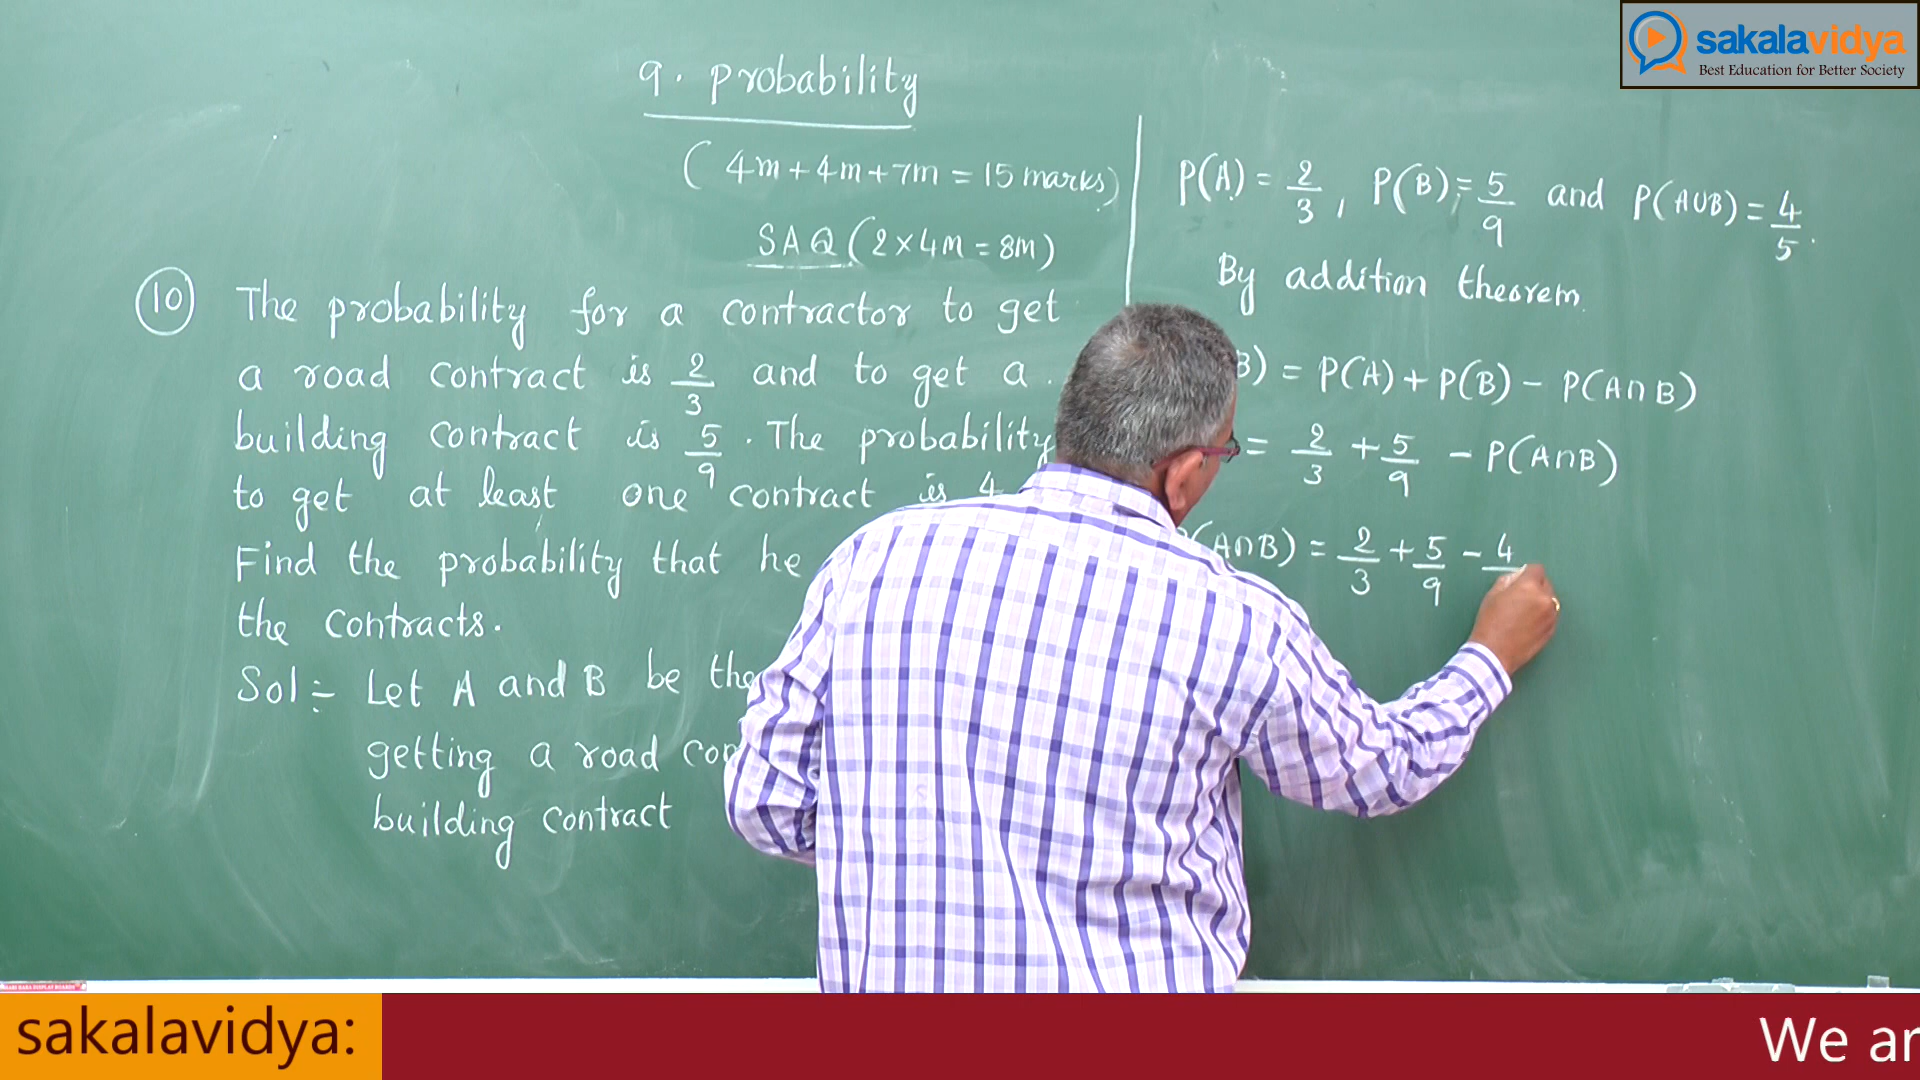 sakalavidya
Best Education for Better Society
9. probability
( 4m + 4m + 7m = 15 marks)
SAQ ( 2 × 4m = 8m )
10 The probability for a contractor to get
a road contract is 2/3 and to get a
building contract is 5/9 . The probability
to get at least one contract is 4
Find the probability that he
the contracts.
Sol :- Let A and B be the
getting a road con
building contract
P(A) = 2/3 , P(B) = 5/9 and P(A∪B) = 4/5 .
By addition theorem
B) = P(A) + P(B) - P(A∩B)
= 2/3 + 5/9 - P(A∩B)
(A∩B) = 2/3 + 5/9 - 4
sakalavidya: We ar